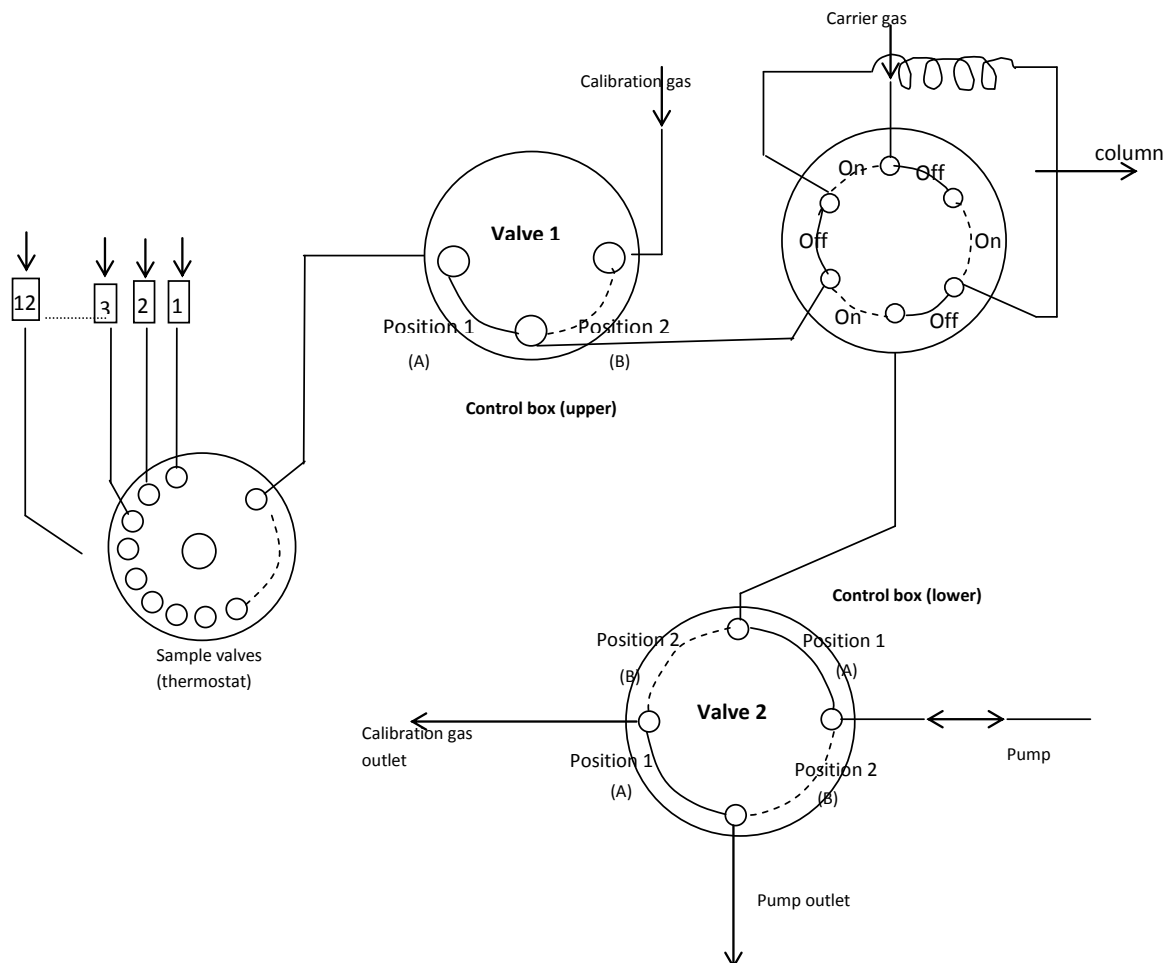 Carrier gas
Calibration gas
column
On
Off
Valve 1
Off
On
12
3
2
1
Position 1
Position 2
On
Off
(A)
(B)
Control box (upper)
Control box (lower)
Sample valves
(thermostat)
Position 2
Position 1
(B)
(A)
Valve 2
Calibration gas
outlet
Position 1
Pump
Position 2
(A)
(B)
Pump outlet